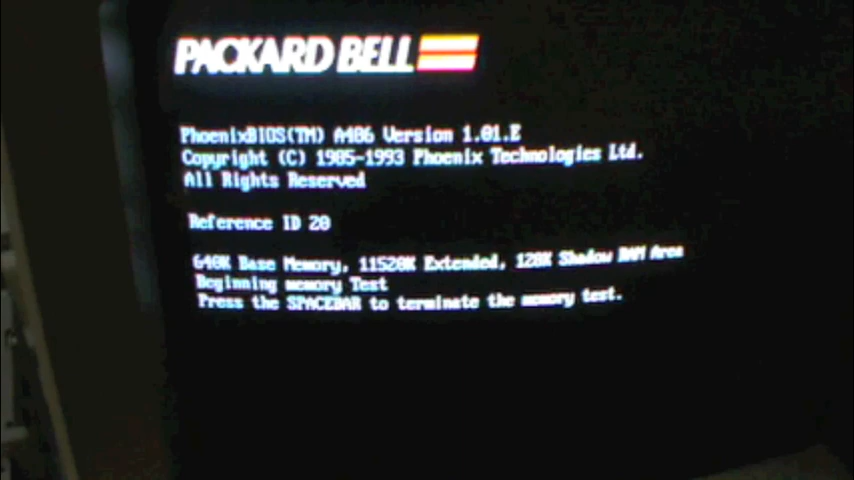 PACKARD BELL
PhoenixBIOS(TM) A486 Version 1.01.E
Copyright (C) 1985-1993 Phoenix Technologies Ltd.
All Rights Reserved
Reference ID 20
640K Base Memory, 11520K Extended, 128K Shadow RAM Area
Beginning memory Test
Press the SPACEBAR to terminate the memory test.